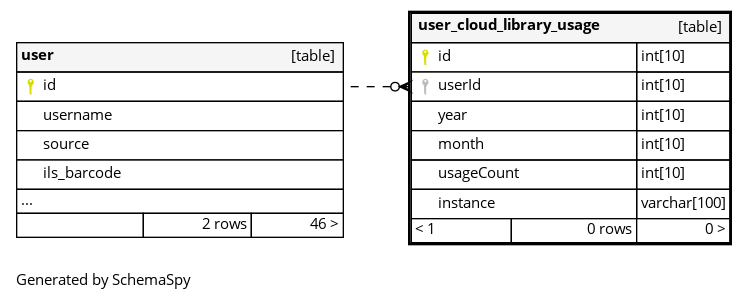 user [table]
id
username
source
ils_barcode
...
2 rows 46 >
user_cloud_library_usage [table]
id int[10]
userId int[10]
year int[10]
month int[10]
usageCount int[10]
instance varchar[100]
< 1 0 rows 0 >
Generated by SchemaSpy